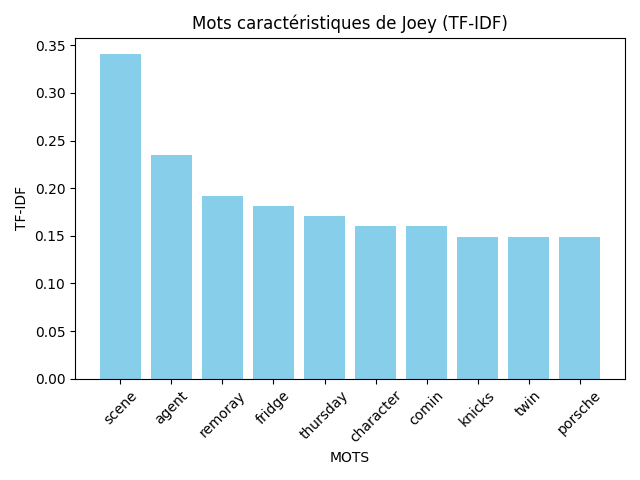 Mots caractéristiques de Joey (TF-IDF)
0.35
0.30
0.25
0.20
0.15
0.10
0.05
0.00
TF-IDF
scene
agent
remoray
fridge
thursday
character
comin
knicks
twin
porsche
MOTS